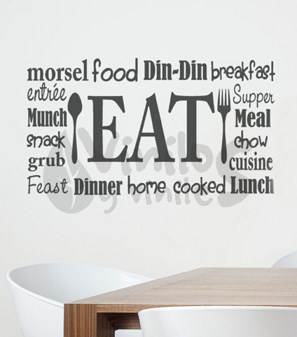 morsel food Din-Din breakfast
entrée
Supper
Munch
EAT
Meal
snack
chow
grub
cuisine
Feast Dinner home cooked Lunch